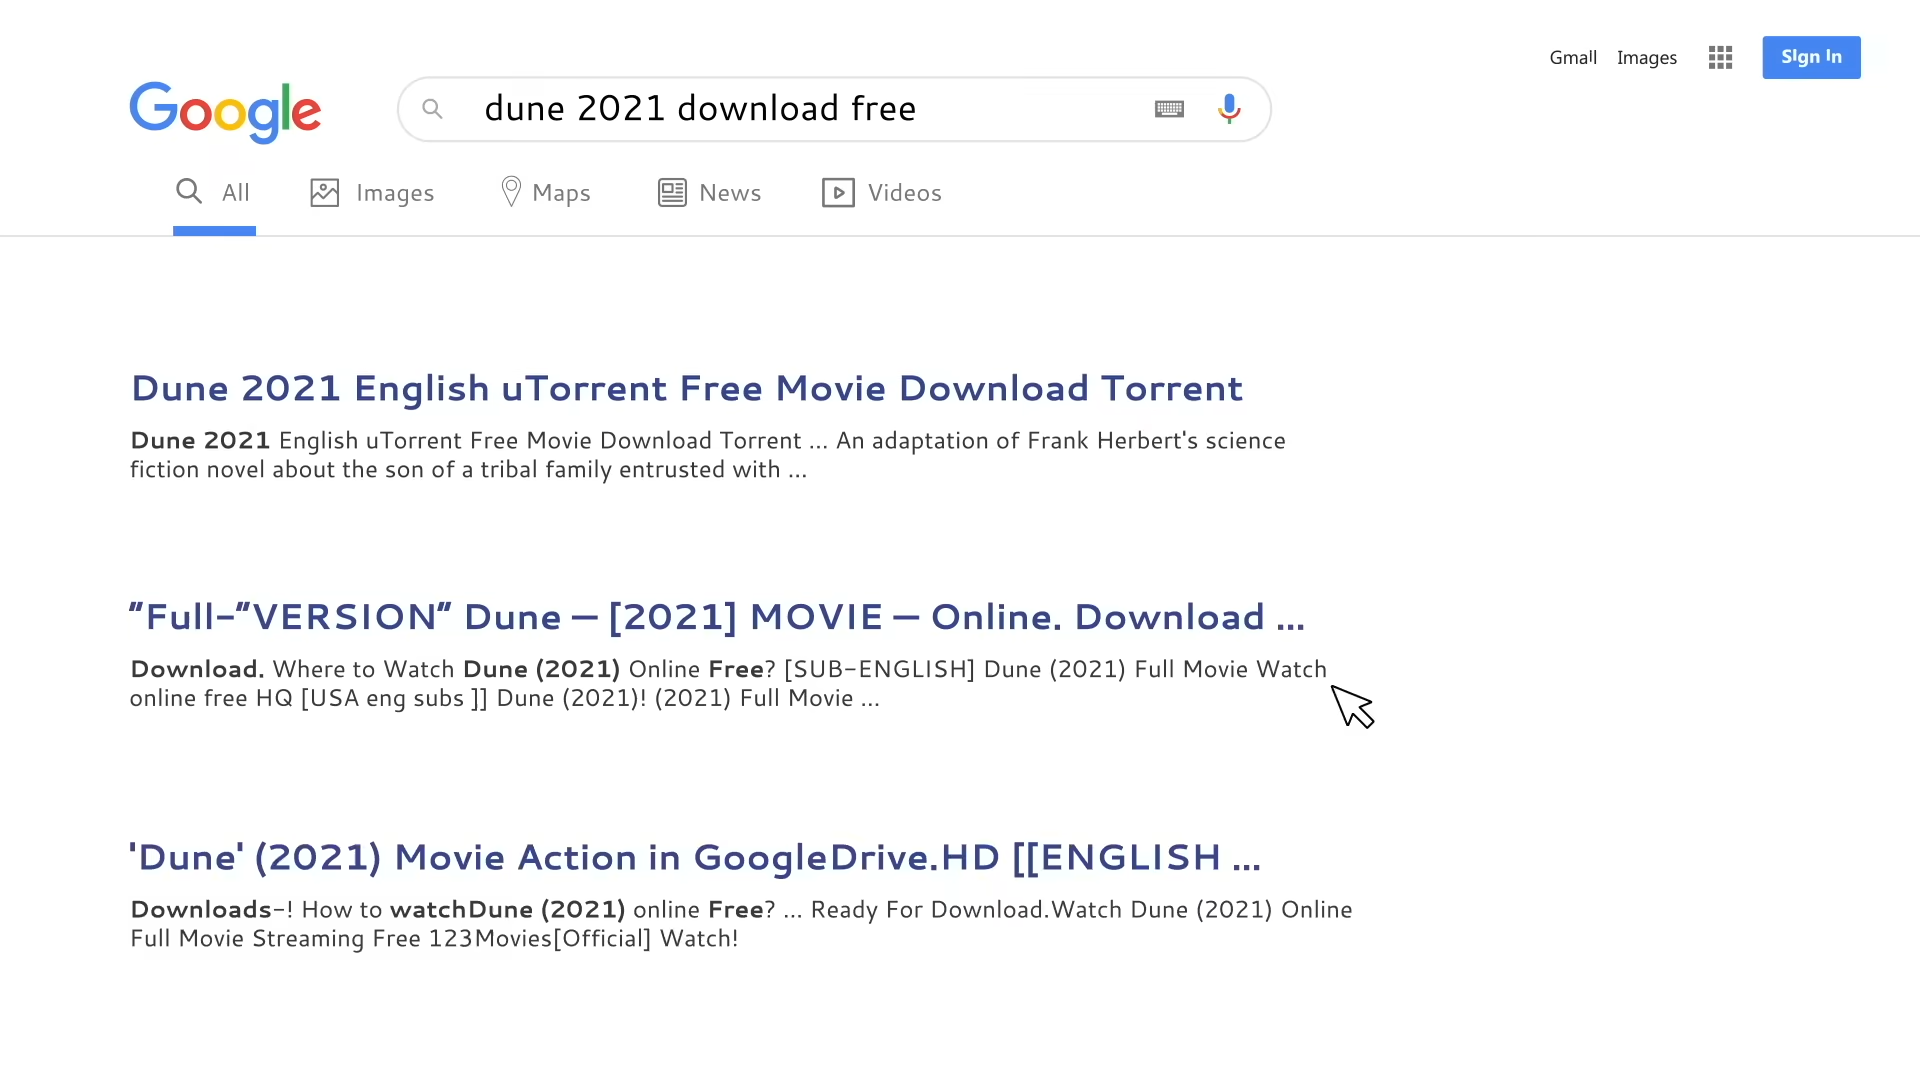 Gmail Images Sign In
Google dune 2021 download free
All Images Maps News Videos
Dune 2021 English uTorrent Free Movie Download Torrent
Dune 2021 English uTorrent Free Movie Download Torrent ... An adaptation of Frank Herbert's science
fiction novel about the son of a tribal family entrusted with ...
"Full-"VERSION" Dune – [2021] MOVIE – Online. Download ...
Download. Where to Watch Dune (2021) Online Free? [SUB-ENGLISH] Dune (2021) Full Movie Watch
online free HQ [USA eng subs ]] Dune (2021)! (2021) Full Movie ...
'Dune' (2021) Movie Action in GoogleDrive.HD [[ENGLISH ...
Downloads-! How to watchDune (2021) online Free? ... Ready For Download.Watch Dune (2021) Online
Full Movie Streaming Free 123Movies[Official] Watch!